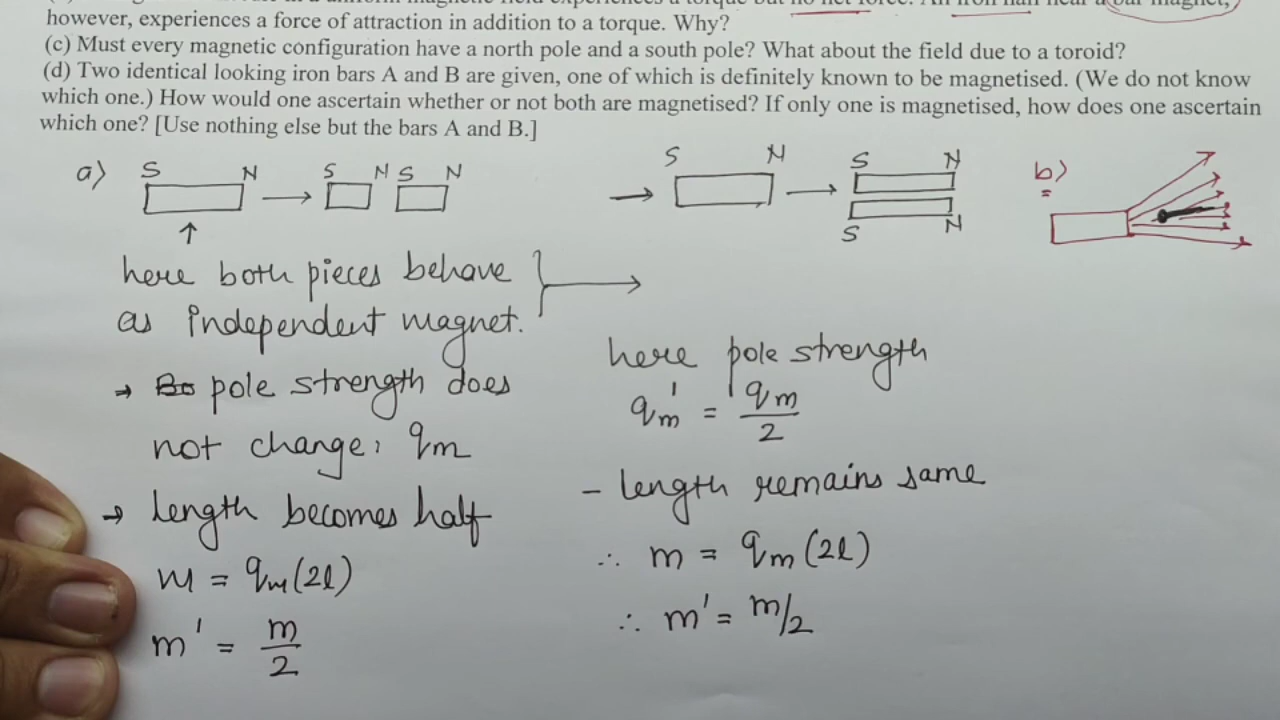 however, experiences a force of attraction in addition to a torque. Why?
(c) Must every magnetic configuration have a north pole and a south pole? What about the field due to a toroid?
(d) Two identical looking iron bars A and B are given, one of which is definitely known to be magnetised. (We do not know
which one.) How would one ascertain whether or not both are magnetised? If only one is magnetised, how does one ascertain
which one? [Use nothing else but the bars A and B.]
a) S N → S N S N
→ S N → S N
S N
b)
here both pieces behave
as independent magnet.
→ pole strength does
not change, qm
→ length becomes half
m = qm(2l)
m' = m/2
here pole strength
qm' = qm/2
- length remains same
∴ m = qm(2l)
∴ m' = m/2